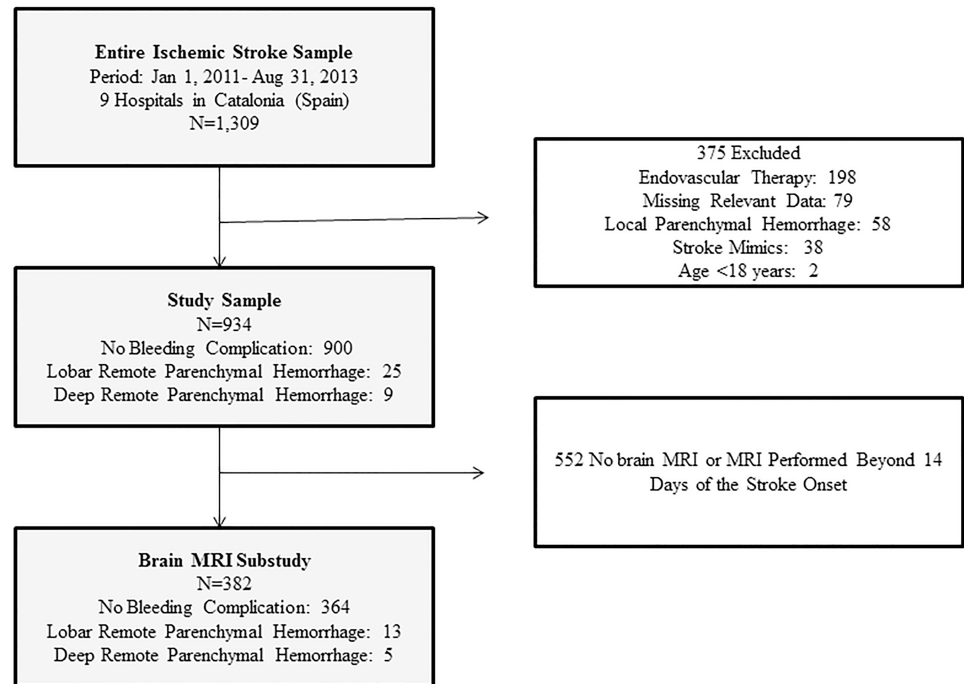 Entire Ischemic Stroke Sample
Period: Jan 1, 2011- Aug 31, 2013
9 Hospitals in Catalonia (Spain)
N=1,309
375 Excluded
Endovascular Therapy: 198
Missing Relevant Data: 79
Local Parenchymal Hemorrhage: 58
Stroke Mimics: 38
Age <18 years: 2
Study Sample
N=934
No Bleeding Complication: 900
Lobar Remote Parenchymal Hemorrhage: 25
Deep Remote Parenchymal Hemorrhage: 9
552 No brain MRI or MRI Performed Beyond 14
Days of the Stroke Onset
Brain MRI Substudy
N=382
No Bleeding Complication: 364
Lobar Remote Parenchymal Hemorrhage: 13
Deep Remote Parenchymal Hemorrhage: 5